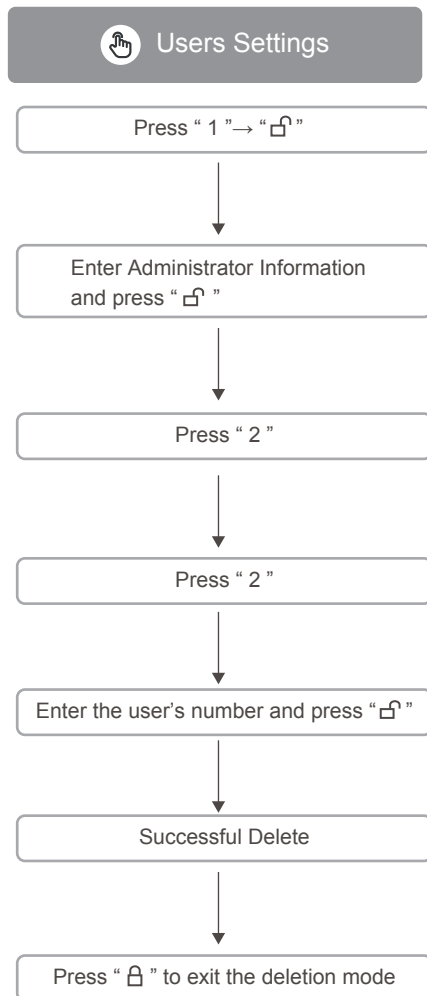 Users Settings
Press “ 1 ”→ “🔓”
Enter Administrator Information
and press “ 🔓 ”
Press “ 2 ”
Press “ 2 ”
Enter the user’s number and press “🔓”
Successful Delete
Press “ 🔒 ” to exit the deletion mode